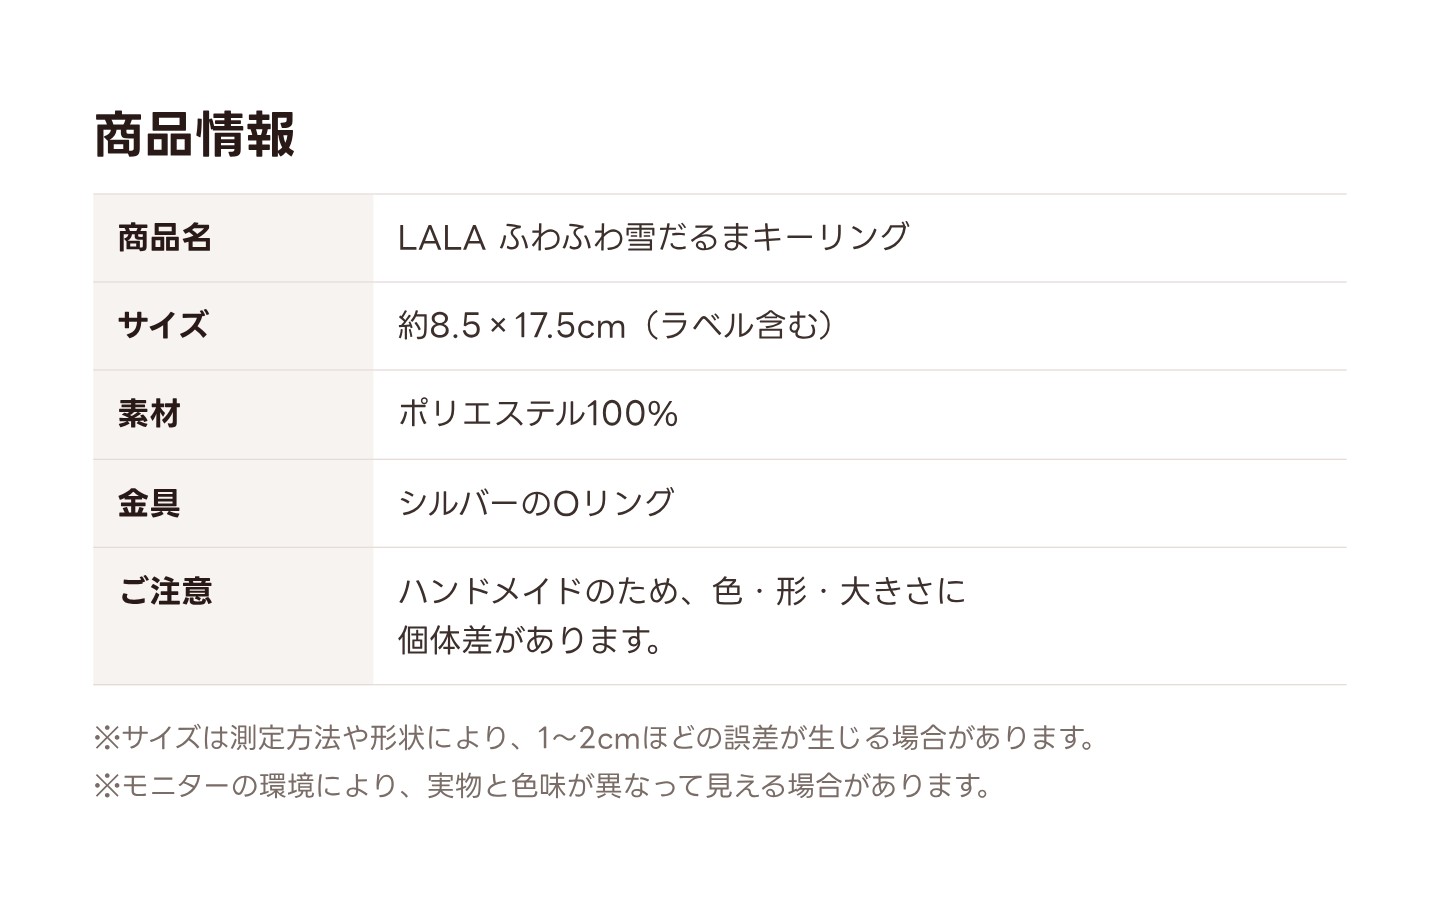 商品情報
商品名
LALA ふわふわ雪だるまキーリング
サイズ
約8.5×17.5cm（ラベル含む）
素材
ポリエステル100%
金具
シルバーのOリング
ご注意
ハンドメイドのため、色・形・大きさに
個体差があります。
※サイズは測定方法や形状により、1〜2cmほどの誤差が生じる場合があります。
※モニターの環境により、実物と色味が異なって見える場合があります。